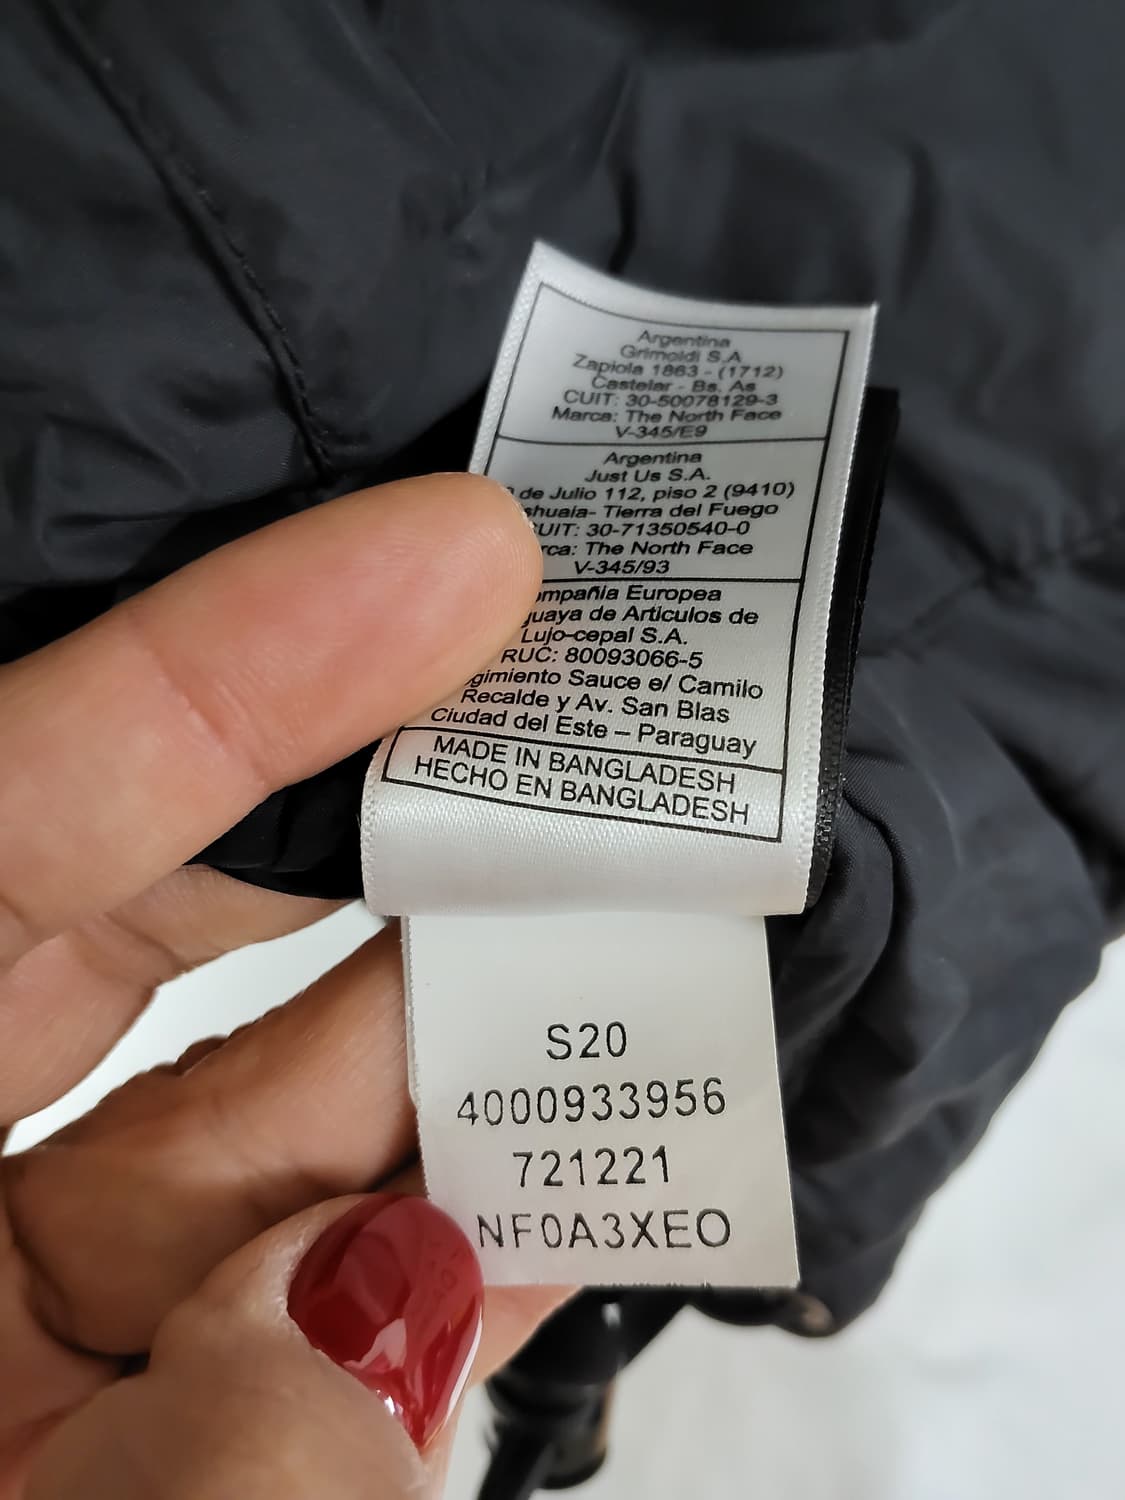 Argentina
Grimoldi S.A
Zapiola 1863 - (1712)
Castelar - Bs. As
CUIT: 30-50078129-3
Marca: The North Face
V-345/E9
Argentina
Just Us S.A.
de Julio 112, piso 2 (9410)
Tierra del Fuego
30-71350540-0
The North Face
V-345/93
Europea
de Articulos de
Lujo-cepal S.A.
RUC: 80093066-5
Sauce e/ Camilo
Recalde y Av. San Blas
Ciudad del Este – Paraguay
MADE IN BANGLADESH
HECHO EN BANGLADESH
S20
4000933956
721221
NF0A3XEO